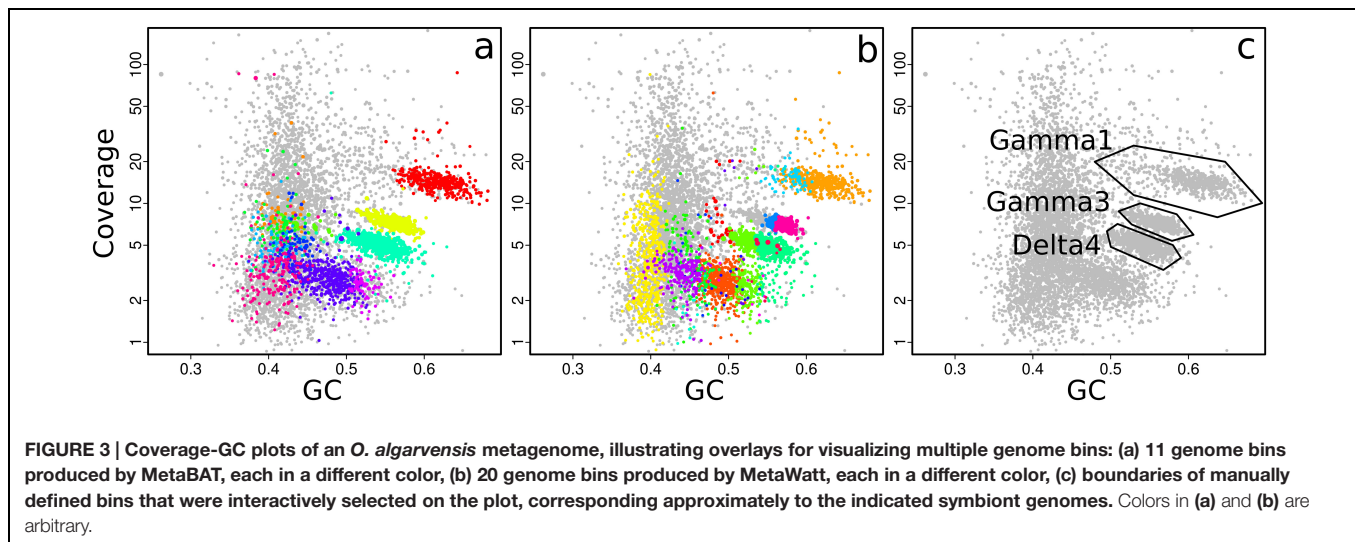 a
b
c
Coverage
100
50
20
10
5
2
1
0.3
0.4
0.5
0.6
GC
100
50
20
10
5
2
1
0.3
0.4
0.5
0.6
GC
100
50
20
10
5
2
1
Gamma1
Gamma3
Delta4
0.3
0.4
0.5
0.6
GC
FIGURE 3 | Coverage-GC plots of an O. algarvensis metagenome, illustrating overlays for visualizing multiple genome bins: (a) 11 genome bins
produced by MetaBAT, each in a different color, (b) 20 genome bins produced by MetaWatt, each in a different color, (c) boundaries of manually
defined bins that were interactively selected on the plot, corresponding approximately to the indicated symbiont genomes. Colors in (a) and (b) are
arbitrary.